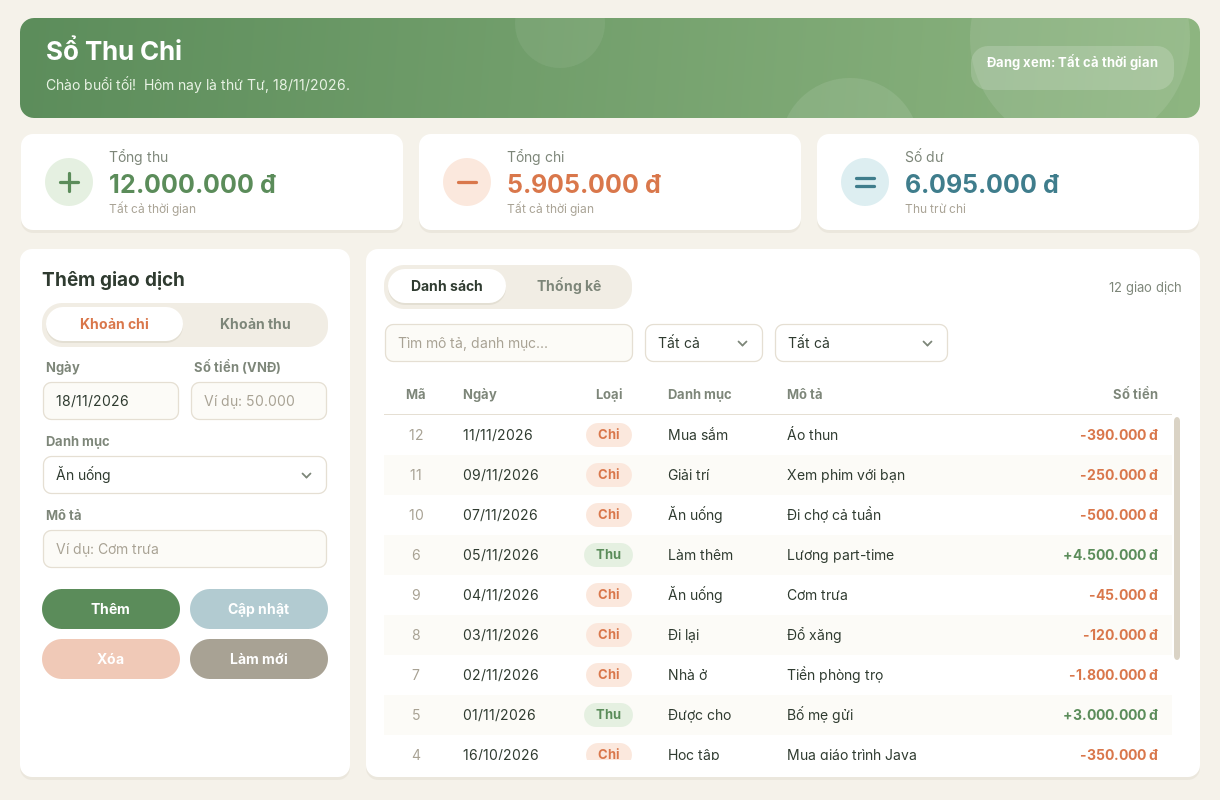 Sổ Thu Chi
Chào buổi tối!  Hôm nay là thứ Tư, 18/11/2026.
Đang xem: Tất cả thời gian
Tổng thu
12.000.000 đ
Tất cả thời gian
Tổng chi
5.905.000 đ
Tất cả thời gian
Số dư
6.095.000 đ
Thu trừ chi
Thêm giao dịch
Khoản chi
Khoản thu
Ngày
Số tiền (VNĐ)
18/11/2026
Ví dụ: 50.000
Danh mục
Ăn uống
Mô tả
Ví dụ: Cơm trưa
Thêm
Cập nhật
Xóa
Làm mới
Danh sách
Thống kê
12 giao dịch
Tìm mô tả, danh mục...
Tất cả
Tất cả
Mã Ngày Loại Danh mục Mô tả Số tiền
12 11/11/2026 Chi Mua sắm Áo thun -390.000 đ
11 09/11/2026 Chi Giải trí Xem phim với bạn -250.000 đ
10 07/11/2026 Chi Ăn uống Đi chợ cả tuần -500.000 đ
6 05/11/2026 Thu Làm thêm Lương part-time +4.500.000 đ
9 04/11/2026 Chi Ăn uống Cơm trưa -45.000 đ
8 03/11/2026 Chi Đi lại Đổ xăng -120.000 đ
7 02/11/2026 Chi Nhà ở Tiền phòng trọ -1.800.000 đ
5 01/11/2026 Thu Được cho Bố mẹ gửi +3.000.000 đ
4 16/10/2026 Chi Học tập Mua giáo trình Java -350.000 đ